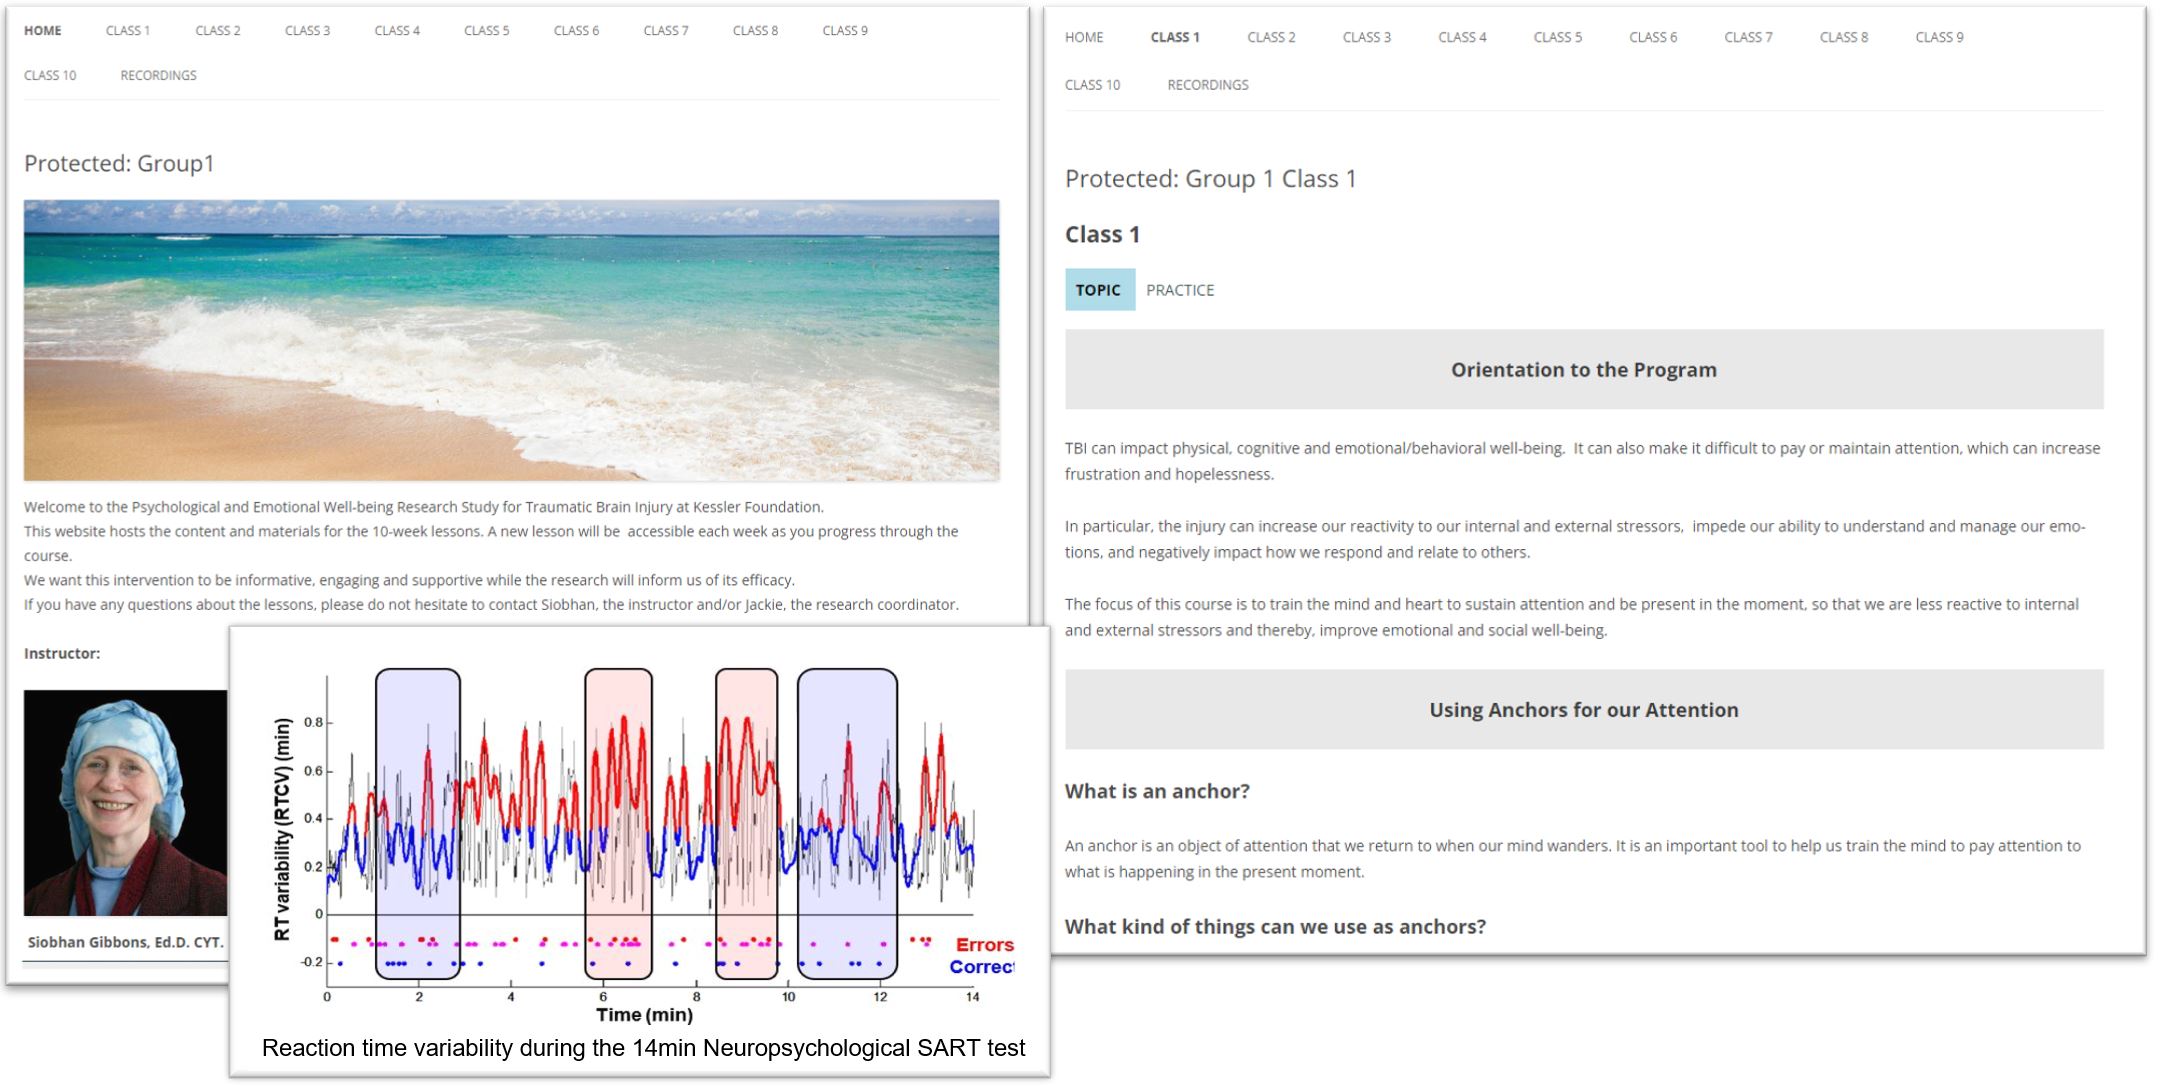 HOME CLASS 1 CLASS 2 CLASS 3 CLASS 4 CLASS 5 CLASS 6 CLASS 7 CLASS 8 CLASS 9
CLASS 10 RECORDINGS
Protected: Group1
Welcome to the Psychological and Emotional Well-being Research Study for Traumatic Brain Injury at Kessler Foundation.
This website hosts the content and materials for the 10-week lessons. A new lesson will be  accessible each week as you progress through the
course.
We want this intervention to be informative, engaging and supportive while the research will inform us of its efficacy.
If you have any questions about the lessons, please do not hesitate to contact Siobhan, the instructor and/or Jackie, the research coordinator.
Instructor:
Siobhan Gibbons, Ed.D. CYT.
HOME CLASS 1 CLASS 2 CLASS 3 CLASS 4 CLASS 5 CLASS 6 CLASS 7 CLASS 8 CLASS 9
CLASS 10 RECORDINGS
Protected: Group 1 Class 1
Class 1
TOPIC PRACTICE
Orientation to the Program
TBI can impact physical, cognitive and emotional/behavioral well-being.  It can also make it difficult to pay or maintain attention, which can increase
frustration and hopelessness.
In particular, the injury can increase our reactivity to our internal and external stressors,  impede our ability to understand and manage our emo-
tions, and negatively impact how we respond and relate to others.
The focus of this course is to train the mind and heart to sustain attention and be present in the moment, so that we are less reactive to internal
and external stressors and thereby, improve emotional and social well-being.
Using Anchors for our Attention
What is an anchor?
An anchor is an object of attention that we return to when our mind wanders. It is an important tool to help us train the mind to pay attention to
what is happening in the present moment.
What kind of things can we use as anchors?
RT variability (RTCV) (min)
0.8
0.6
0.4
0.2
0
-0.2
Errors
Correct
0 2 4 6 8 10 12 14
Time (min)
Reaction time variability during the 14min Neuropsychological SART test